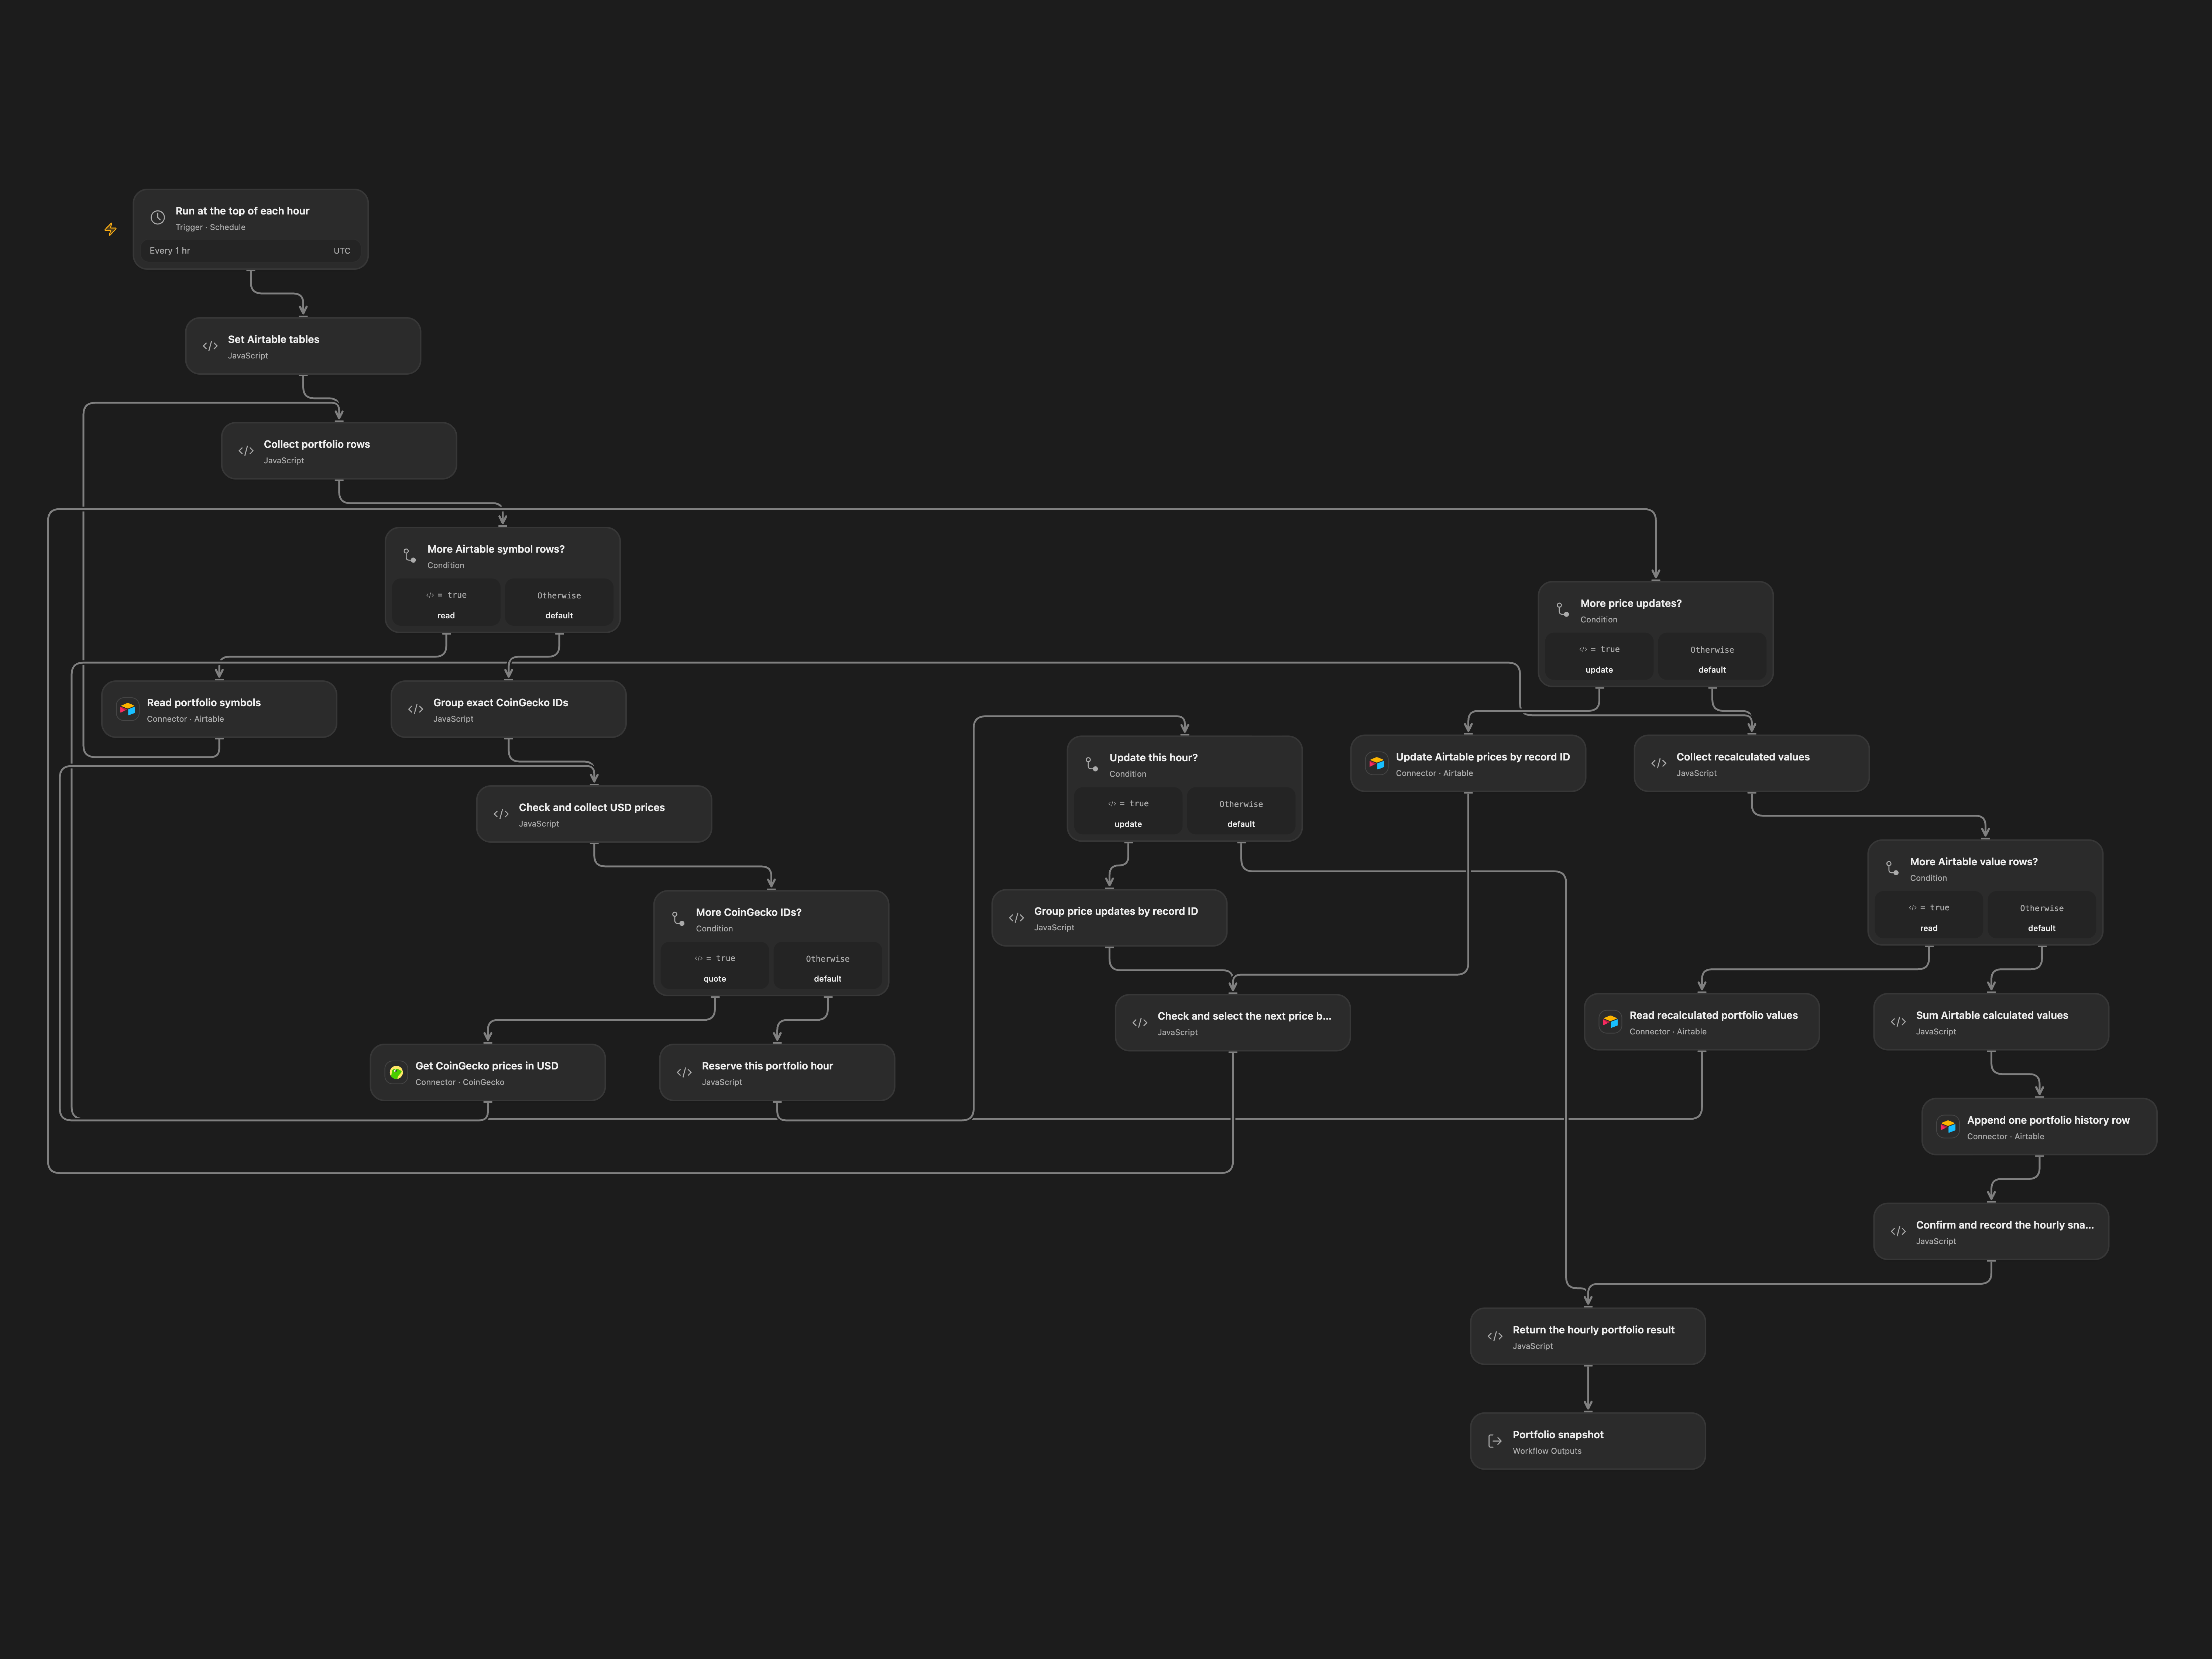 Run at the top of each hour
Trigger · Schedule
Every 1 hr
UTC
Set Airtable tables
JavaScript
Collect portfolio rows
JavaScript
More Airtable symbol rows?
Condition
</> = true
read
Otherwise
default
Read portfolio symbols
Connector · Airtable
Group exact CoinGecko IDs
JavaScript
Check and collect USD prices
JavaScript
More CoinGecko IDs?
Condition
</> = true
quote
Otherwise
default
Get CoinGecko prices in USD
Connector · CoinGecko
Reserve this portfolio hour
JavaScript
Update this hour?
Condition
</> = true
update
Otherwise
default
Group price updates by record ID
JavaScript
Check and select the next price b...
JavaScript
More price updates?
Condition
</> = true
update
Otherwise
default
Update Airtable prices by record ID
Connector · Airtable
Collect recalculated values
JavaScript
More Airtable value rows?
Condition
</> = true
read
Otherwise
default
Read recalculated portfolio values
Connector · Airtable
Sum Airtable calculated values
JavaScript
Append one portfolio history row
Connector · Airtable
Confirm and record the hourly sna...
JavaScript
Return the hourly portfolio result
JavaScript
Portfolio snapshot
Workflow Outputs